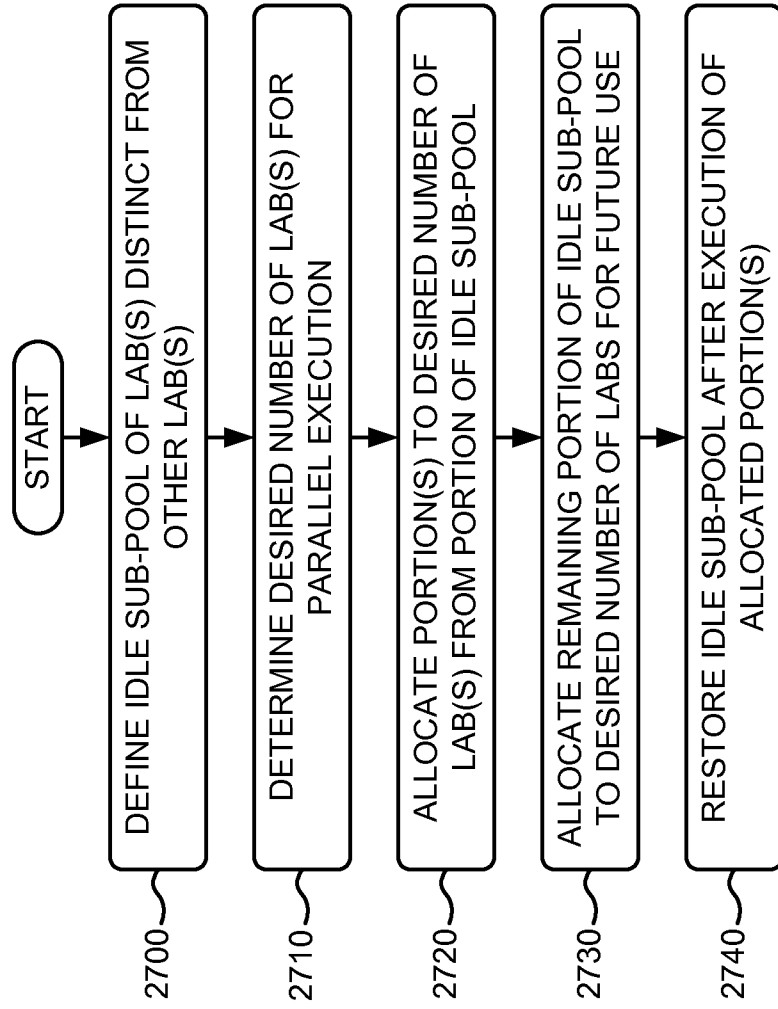 START
DEFINE IDLE SUB-POOL OF LAB(S) DISTINCT FROM
OTHER LAB(S)
2700
DETERMINE DESIRED NUMBER OF LAB(S) FOR
PARALLEL EXECUTION
2710
ALLOCATE PORTION(S) TO DESIRED NUMBER OF
LAB(S) FROM PORTION OF IDLE SUB-POOL
2720
ALLOCATE REMAINING PORTION OF IDLE SUB-POOL
TO DESIRED NUMBER OF LABS FOR FUTURE USE
2730
RESTORE IDLE SUB-POOL AFTER EXECUTION OF
ALLOCATED PORTION(S)
2740